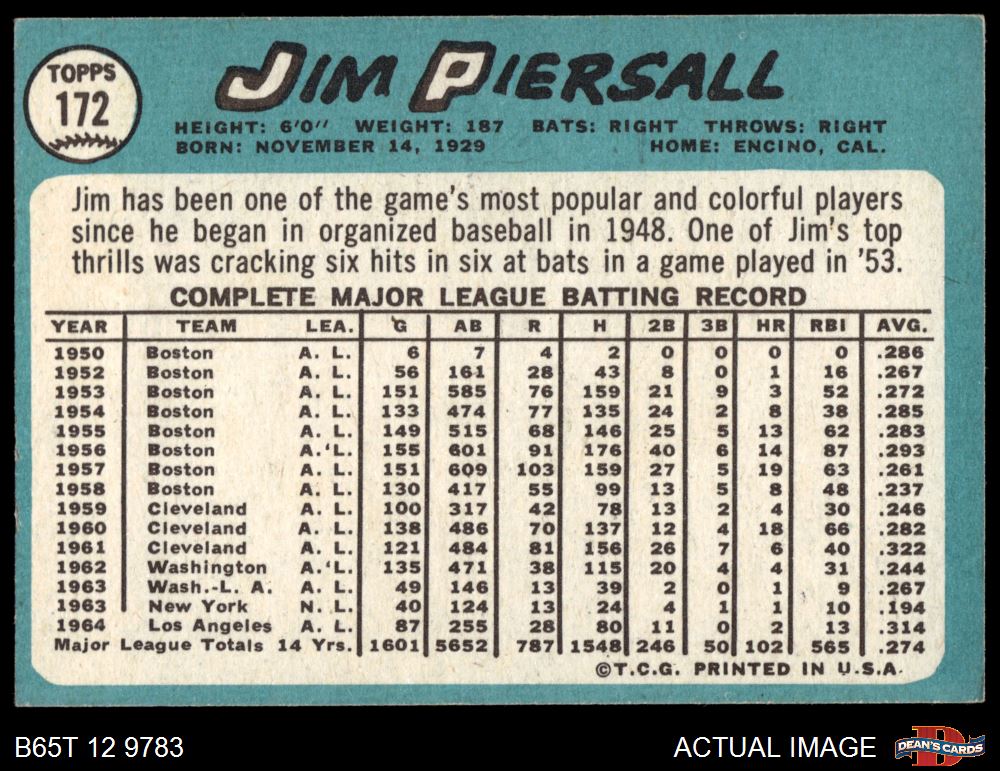 TOPPS
172
JIM PIERSALL
HEIGHT: 6'0" WEIGHT: 187 BATS: RIGHT THROWS: RIGHT
BORN: NOVEMBER 14, 1929 HOME: ENCINO, CAL.
Jim has been one of the game's most popular and colorful players
since he began in organized baseball in 1948. One of Jim's top
thrills was cracking six hits in six at bats in a game played in '53.
COMPLETE MAJOR LEAGUE BATTING RECORD
YEAR TEAM LEA. G AB R H 2B 3B HR RBI AVG.
1950 Boston A. L. 6 7 4 2 0 0 0 0 .286
1952 Boston A. L. 56 161 28 43 8 0 1 16 .267
1953 Boston A. L. 151 585 76 159 21 9 3 52 .272
1954 Boston A. L. 133 474 77 135 24 2 8 38 .285
1955 Boston A. L. 149 515 68 146 25 5 13 62 .283
1956 Boston A. L. 155 601 91 176 40 6 14 87 .293
1957 Boston A. L. 151 609 103 159 27 5 19 63 .261
1958 Boston A. L. 130 417 55 99 13 5 8 48 .237
1959 Cleveland A. L. 100 317 42 78 13 2 4 30 .246
1960 Cleveland A. L. 138 486 70 137 12 4 18 66 .282
1961 Cleveland A. L. 121 484 81 156 26 7 6 40 .322
1962 Washington A. L. 135 471 38 115 20 4 4 31 .244
1963 Wash.-L. A. A. L. 49 146 13 39 2 0 1 9 .267
1963 New York N. L. 40 124 13 24 4 1 1 10 .194
1964 Los Angeles A. L. 87 255 28 80 11 0 2 13 .314
Major League Totals 14 Yrs. 1601 5652 787 1548 246 50 102 565 .274
©T.C.G. PRINTED IN U.S.A.
B65T 12 9783 ACTUAL IMAGE DEAN'S CARDS